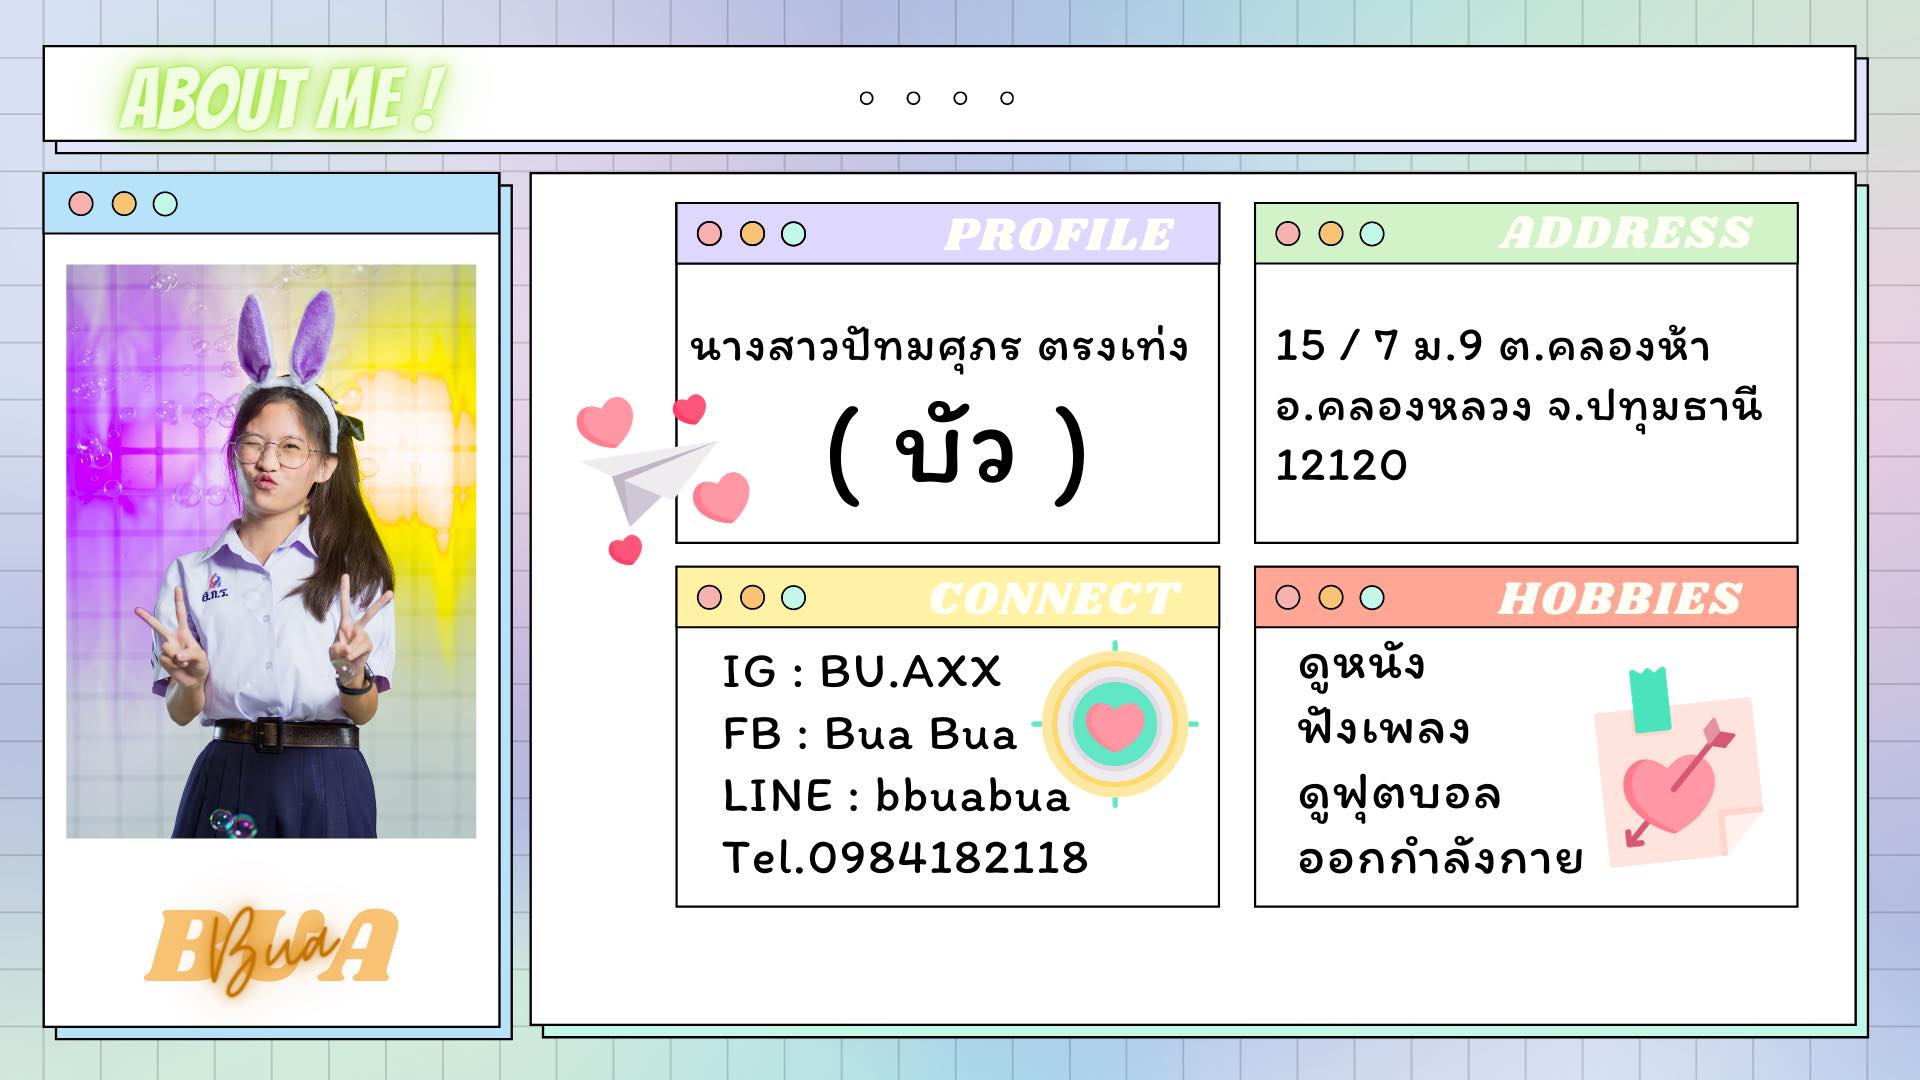 ABOUT ME !
ส.ก.ร.
BUA
Bua
PROFILE
นางสาวปัทมศุภร ตรงเท่ง
( บัว )
ADDRESS
15 / 7 ม.9 ต.คลองห้า
อ.คลองหลวง จ.ปทุมธานี
12120
CONNECT
IG : BU.AXX
FB : Bua Bua
LINE : bbuabua
Tel.0984182118
HOBBIES
ดูหนัง
ฟังเพลง
ดูฟุตบอล
ออกกำลังกาย